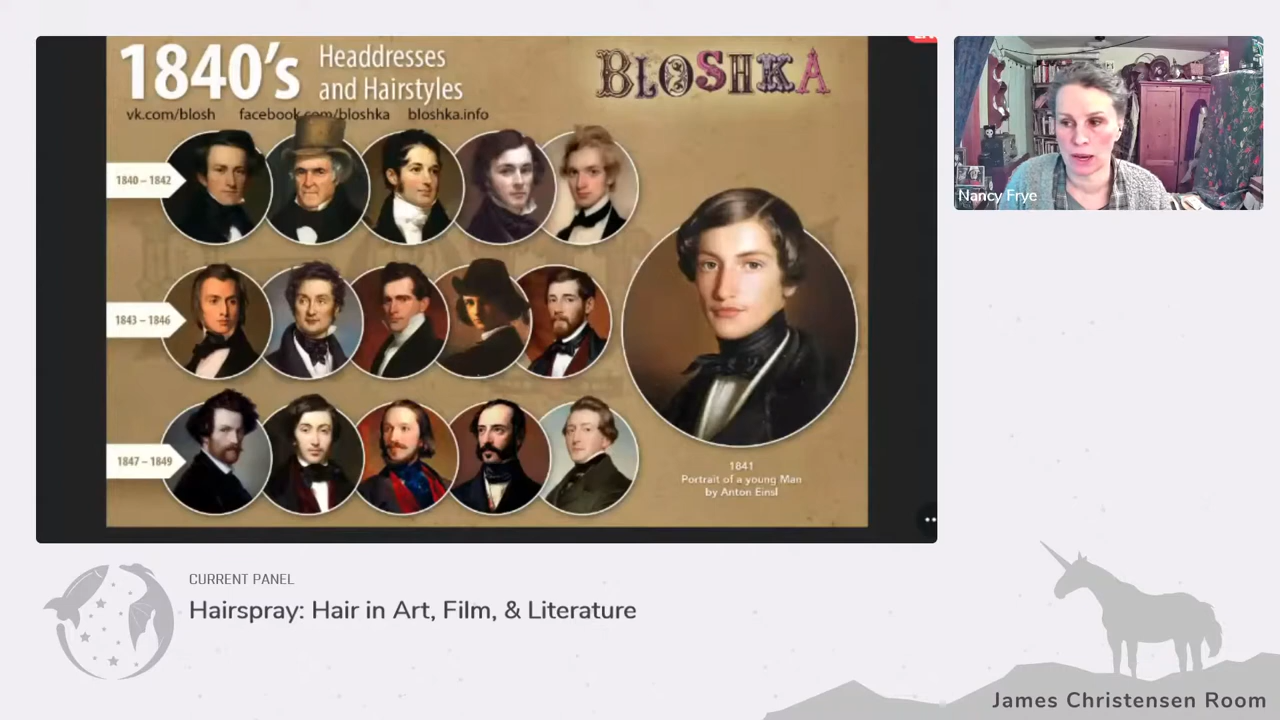 1840's
Headdresses
and Hairstyles
BLOSHKA
vk.com/blosh facebook.com/bloshka bloshka.info
1840 – 1842
1843 – 1846
1847 – 1849
1841
Portrait of a young Man
by Anton Einsl
Nancy Frye
CURRENT PANEL
Hairspray: Hair in Art, Film, & Literature
James Christensen Room